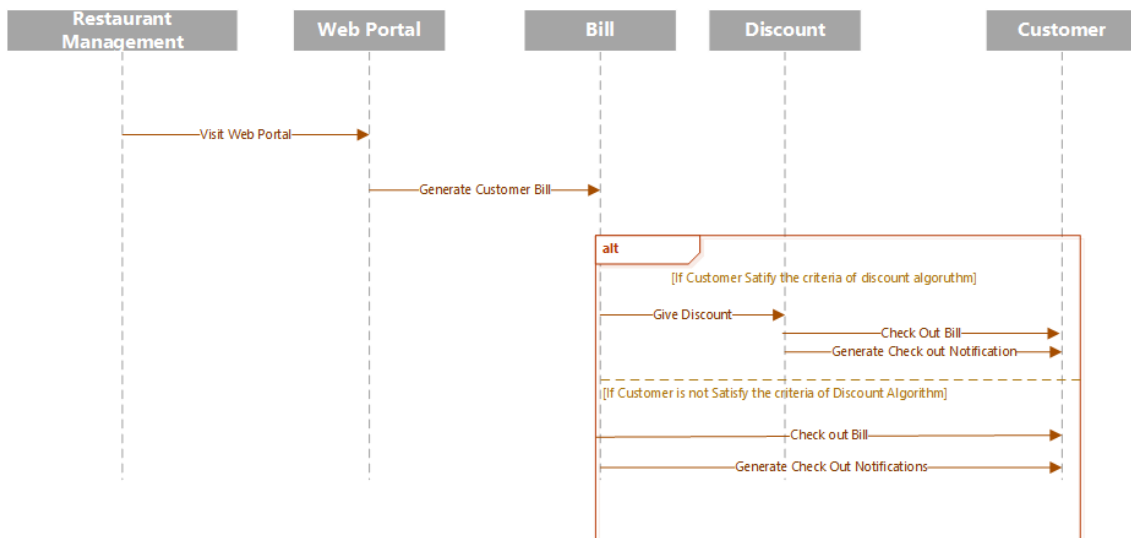 Restaurant
Management
Web Portal
Bill
Discount
Customer
Visit Web Portal
Generate Customer Bill
alt
[If Customer Satify the criteria of discount algoruthm]
Give Discount
Check Out Bill
Generate Check out Notification
[If Customer is not Satisfy the criteria of Discount Algorithm]
Check out Bill
Generate Check Out Notifications